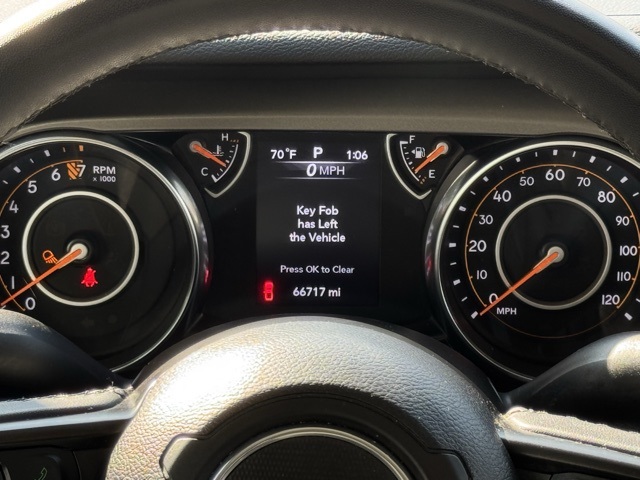 H
C
70°F P 1:06
0 MPH
Key Fob
has Left
the Vehicle
Press OK to Clear
66717 mi
F
E
0
1
2
3
4
5
6
7
RPM
x 1000
0
10
20
30
40
50
60
70
80
90
100
110
120
MPH